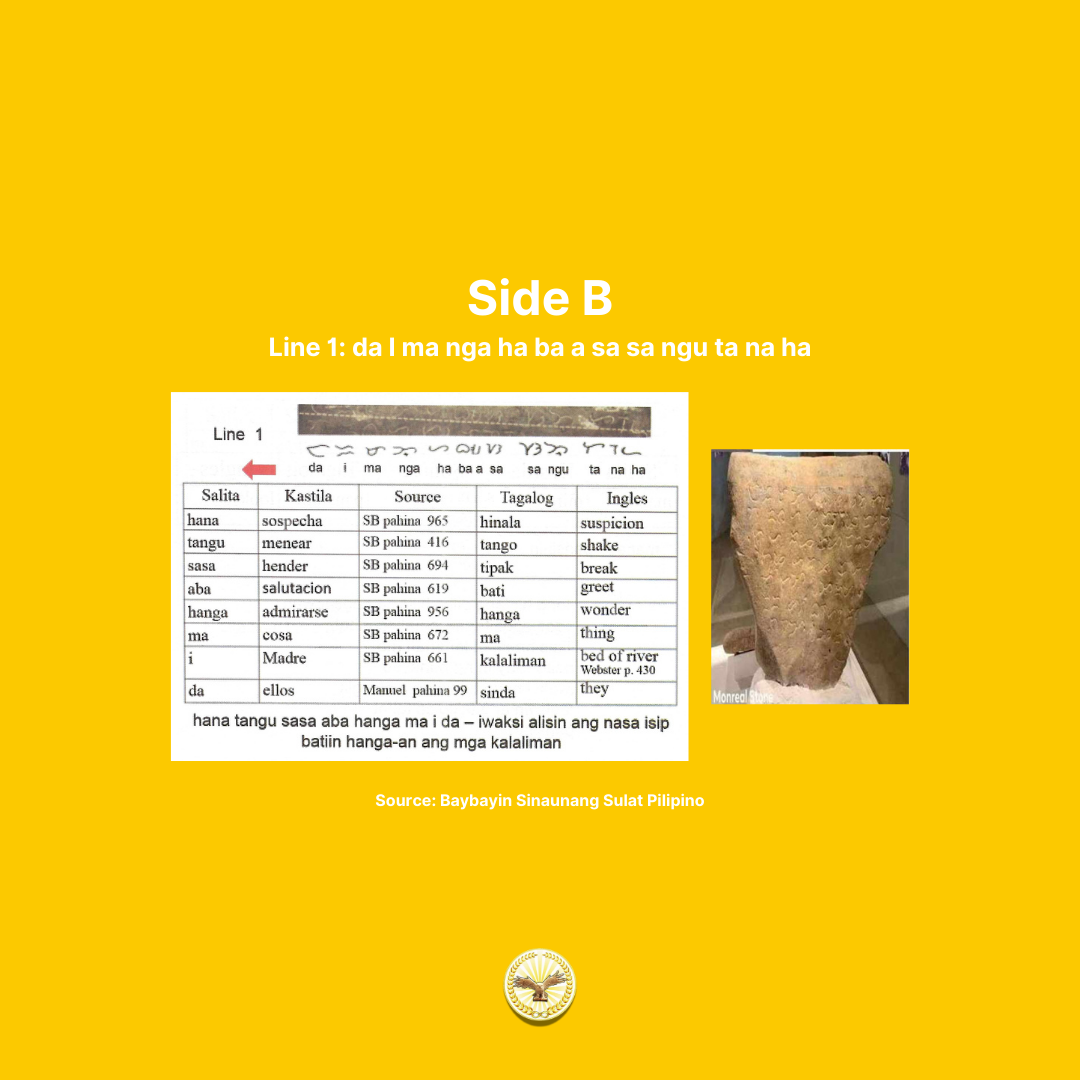 Side B
Line 1: da I ma nga ha ba a sa sa ngu ta na ha
Line 1
da i ma nga ha ba a sa sa ngu ta na ha
Salita Kastila Source Tagalog Ingles
hana sospecha SB pahina 965 hinala suspicion
tangu menear SB pahina 416 tango shake
sasa hender SB pahina 694 tipak break
aba salutacion SB pahina 619 bati greet
hanga admirarse SB pahina 956 hanga wonder
ma cosa SB pahina 672 ma thing
i Madre SB pahina 661 kalaliman bed of river
Webster p. 430
da ellos Manuel pahina 99 sinda they
hana tangu sasa aba hanga ma i da – iwaksi alisin ang nasa isip
batiin hanga-an ang mga kalaliman
Monreal Stone
Source: Baybayin Sinaunang Sulat Pilipino